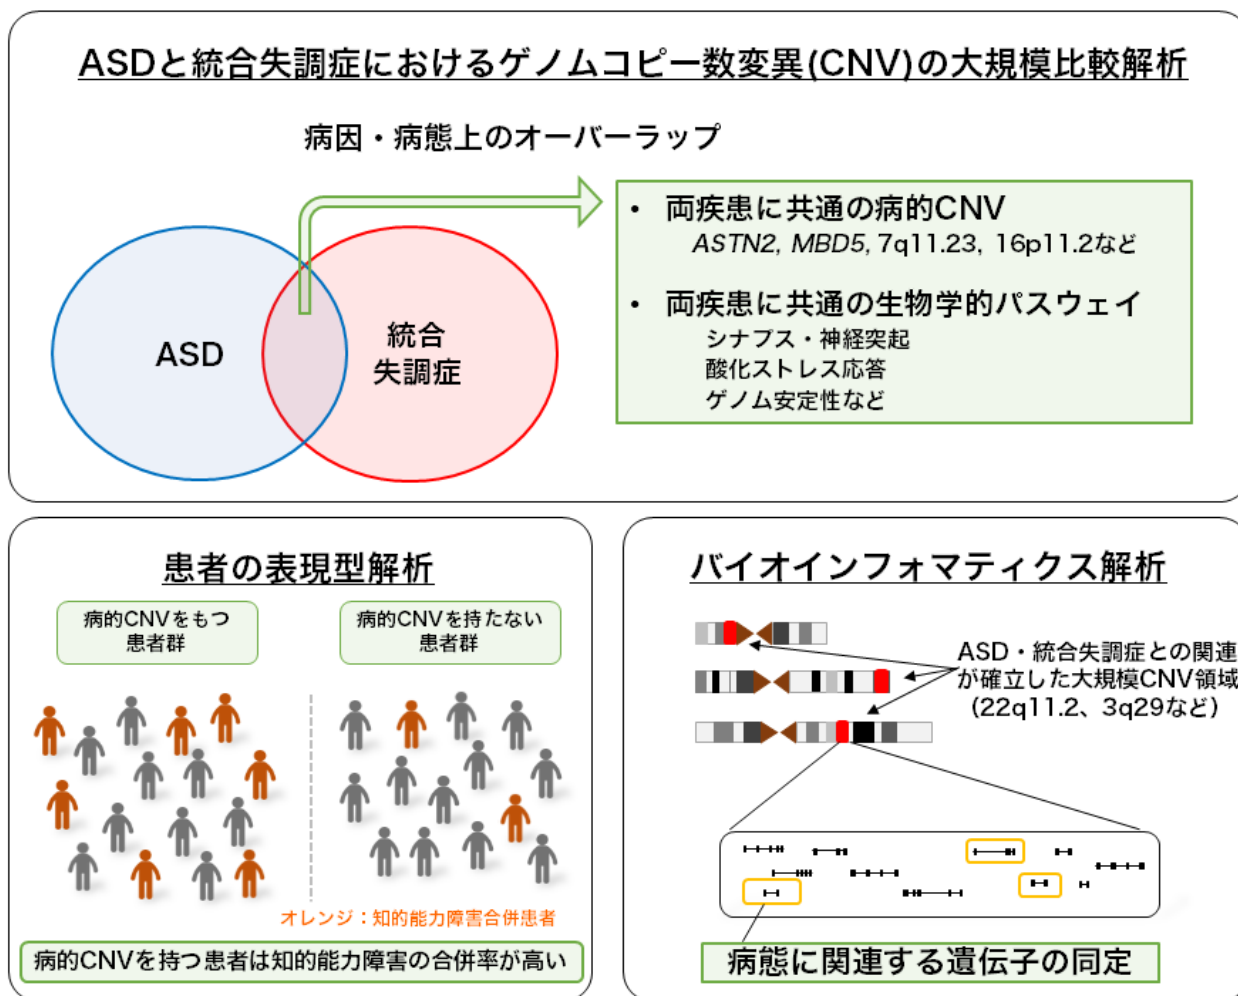 ASDと統合失調症におけるゲノムコピー数変異(CNV)の大規模比較解析
病因・病態上のオーバーラップ
ASD
統合
失調症
• 両疾患に共通の病的CNV
ASTN2, MBD5, 7q11.23, 16p11.2など
• 両疾患に共通の生物学的パスウェイ
シナプス・神経突起
酸化ストレス応答
ゲノム安定性など
患者の表現型解析
病的CNVをもつ
患者群
病的CNVを持たない
患者群
オレンジ：知的能力障害合併患者
病的CNVを持つ患者は知的能力障害の合併率が高い
バイオインフォマティクス解析
ASD・統合失調症との関連
が確立した大規模CNV領域
（22q11.2、3q29など）
病態に関連する遺伝子の同定